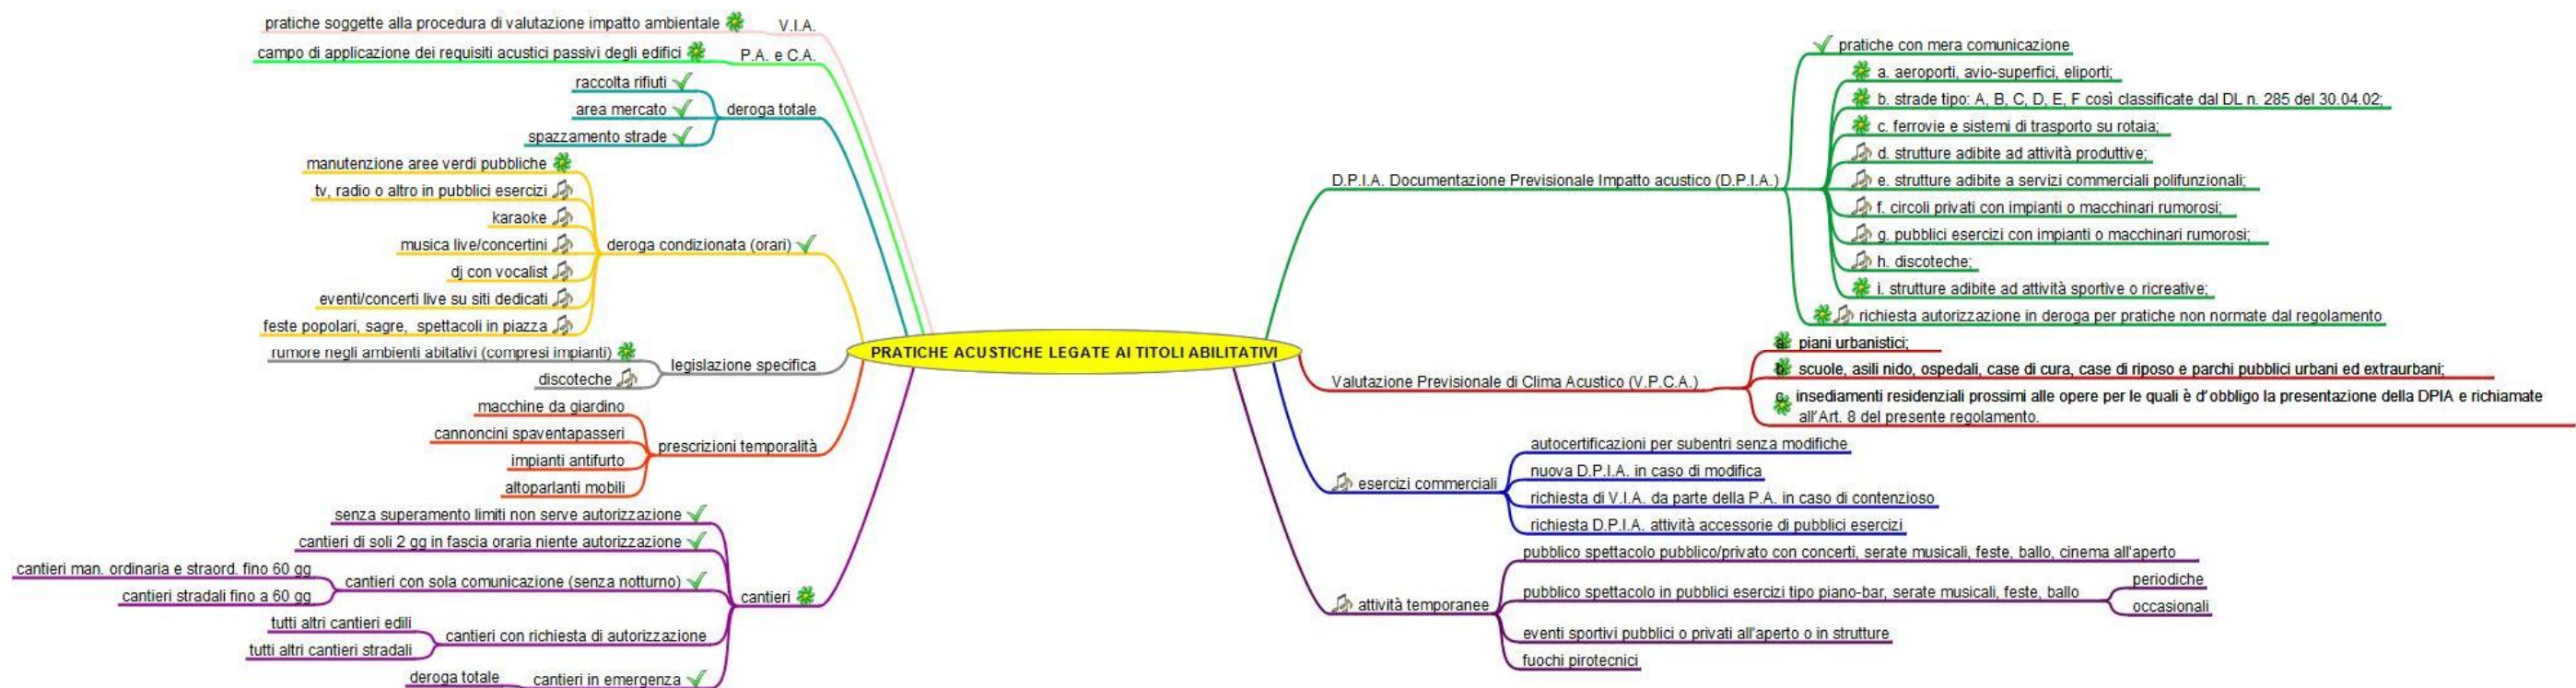 pratiche soggette alla procedura di valutazione impatto ambientale
V.I.A.
campo di applicazione dei requisiti acustici passivi degli edifici
P.A. e C.A.
raccolta rifiuti
area mercato
spazzamento strade
deroga totale
manutenzione aree verdi pubbliche
tv, radio o altro in pubblici esercizi
karaoke
musica live/concertini
dj con vocalist
eventi/concerti live su siti dedicati
feste popolari, sagre, spettacoli in piazza
deroga condizionata (orari)
rumore negli ambienti abitativi (compresi impianti)
discoteche
legislazione specifica
macchine da giardino
cannoncini spaventapasseri
impianti antifurto
altoparlanti mobili
prescrizioni temporalità
senza superamento limiti non serve autorizzazione
cantieri di soli 2 gg in fascia oraria niente autorizzazione
cantieri man. ordinaria e straord. fino 60 gg
cantieri stradali fino a 60 gg
cantieri con sola comunicazione (senza notturno)
tutti altri cantieri edili
tutti altri cantieri stradali
cantieri con richiesta di autorizzazione
deroga totale
cantieri in emergenza
cantieri
PRATICHE ACUSTICHE LEGATE AI TITOLI ABILITATIVI
D.P.I.A. Documentazione Previsionale Impatto acustico (D.P.I.A.)
pratiche con mera comunicazione
a. aeroporti, avio-superfici, eliporti;
b. strade tipo: A, B, C, D, E, F così classificate dal DL n. 285 del 30.04.02;
c. ferrovie e sistemi di trasporto su rotaia;
d. strutture adibite ad attività produttive;
e. strutture adibite a servizi commerciali polifunzionali;
f. circoli privati con impianti o macchinari rumorosi;
g. pubblici esercizi con impianti o macchinari rumorosi;
h. discoteche;
i. strutture adibite ad attività sportive o ricreative;
richiesta autorizzazione in deroga per pratiche non normate dal regolamento
Valutazione Previsionale di Clima Acustico (V.P.C.A.)
a. piani urbanistici;
b. scuole, asili nido, ospedali, case di cura, case di riposo e parchi pubblici urbani ed extraurbani;
c. insediamenti residenziali prossimi alle opere per le quali è d'obbligo la presentazione della DPIA e richiamate
all'Art. 8 del presente regolamento.
esercizi commerciali
autocertificazioni per subentri senza modifiche
nuova D.P.I.A. in caso di modifica
richiesta di V.I.A. da parte della P.A. in caso di contenzioso
richiesta D.P.I.A. attività accessorie di pubblici esercizi
attività temporanee
pubblico spettacolo pubblico/privato con concerti, serate musicali, feste, ballo, cinema all'aperto
pubblico spettacolo in pubblici esercizi tipo piano-bar, serate musicali, feste, ballo
periodiche
occasionali
eventi sportivi pubblici o privati all'aperto o in strutture
fuochi pirotecnici